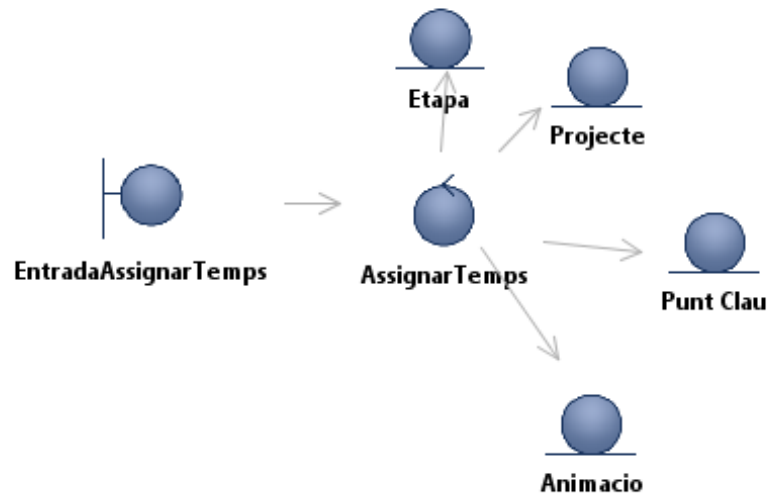 Etapa
Projecte
EntradaAssignarTemps
AssignarTemps
Punt Clau
Animacio